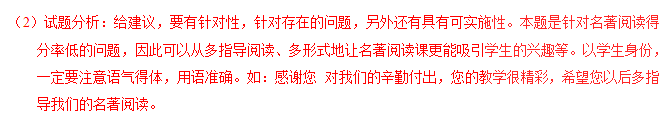 （2）试题分析：给建议，要有针对性，针对存在的问题，另外还有具有可实施性。本题是针对名著阅读得
分率低的问题，因此可以从多指导阅读、多形式地让名著阅读课更能吸引学生的兴趣等。以学生身份，
一定要注意语气得体，用语准确。如：感谢您 对我们的辛勤付出，您的教学很精彩，希望您以后多指
导我们的名著阅读。